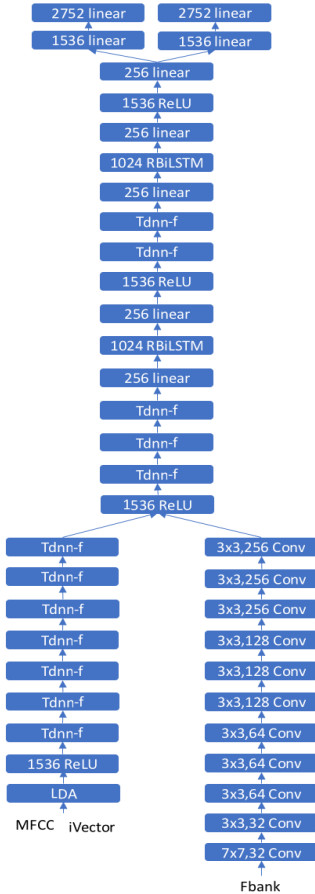 2752 linear
2752 linear
1536 linear
1536 linear
256 linear
1536 ReLU
256 linear
1024 RBiLSTM
256 linear
Tdnn-f
Tdnn-f
1536 ReLU
256 linear
1024 RBiLSTM
256 linear
Tdnn-f
Tdnn-f
Tdnn-f
1536 ReLU
Tdnn-f
Tdnn-f
Tdnn-f
Tdnn-f
Tdnn-f
Tdnn-f
Tdnn-f
1536 ReLU
LDA
MFCC iVector
3x3,256 Conv
3x3,256 Conv
3x3,256 Conv
3x3,128 Conv
3x3,128 Conv
3x3,128 Conv
3x3,64 Conv
3x3,64 Conv
3x3,64 Conv
3x3,32 Conv
7x7,32 Conv
Fbank